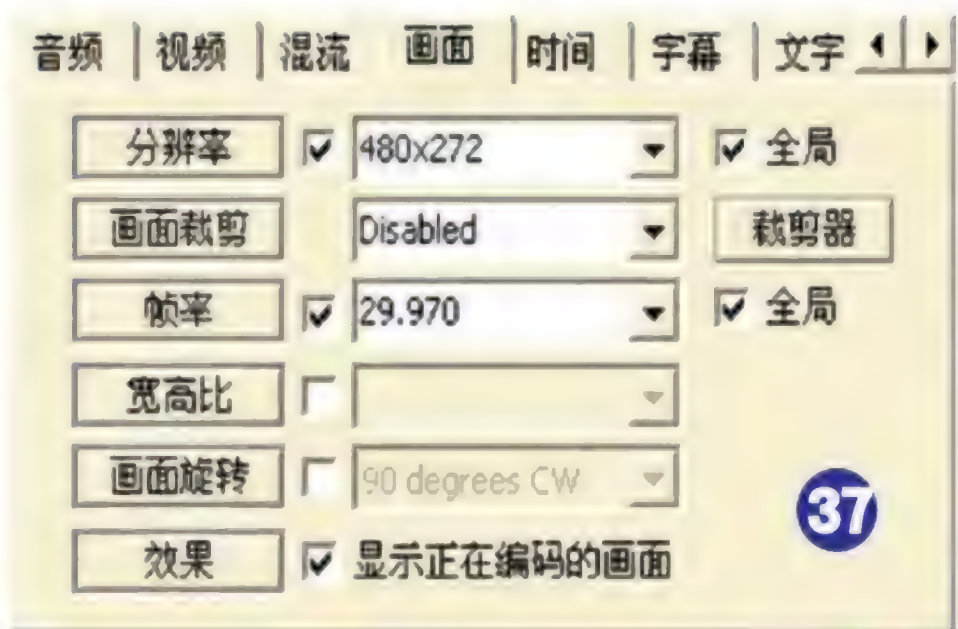 音频 视频 混流 画面 时间 字幕 文字
分辨率 480x272 全局
画面裁剪 Disabled 裁剪器
帧率 29.970 全局
宽高比
画面旋转 90 degrees CW
37
效果 显示正在编码的画面